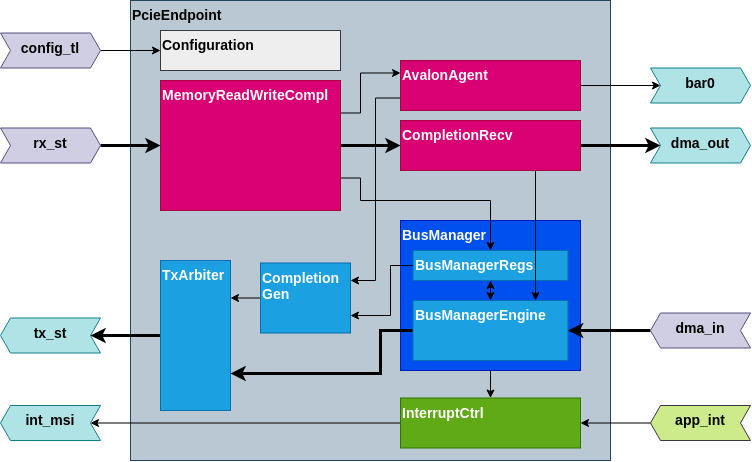 PcieEndpoint
config_tl
Configuration
MemoryReadWriteCompl
AvalonAgent
bar0
rx_st
CompletionRecv
dma_out
BusManager
BusManagerRegs
TxArbiter
Completion
Gen
BusManagerEngine
tx_st
dma_in
int_msi
InterruptCtrl
app_int